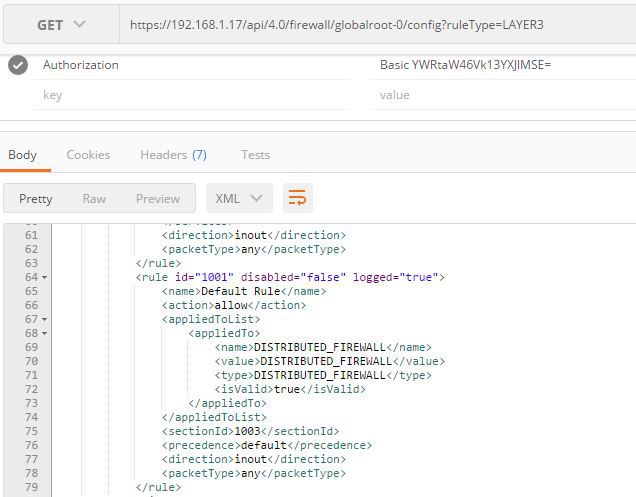 GET https://192.168.1.17/api/4.0/firewall/globalroot-0/config?ruleType=LAYER3
Authorization Basic YWRtaW46Vk13YXJlMSE=
key value
Body Cookies Headers (7) Tests
Pretty Raw Preview XML
61 <direction>inout</direction>
62 <packetType>any</packetType>
63 </rule>
64 <rule id="1001" disabled="false" logged="true">
65 <name>Default Rule</name>
66 <action>allow</action>
67 <appliedToList>
68 <appliedTo>
69 <name>DISTRIBUTED_FIREWALL</name>
70 <value>DISTRIBUTED_FIREWALL</value>
71 <type>DISTRIBUTED_FIREWALL</type>
72 <isValid>true</isValid>
73 </appliedTo>
74 </appliedToList>
75 <sectionId>1003</sectionId>
76 <precedence>default</precedence>
77 <direction>inout</direction>
78 <packetType>any</packetType>
79 </rule>